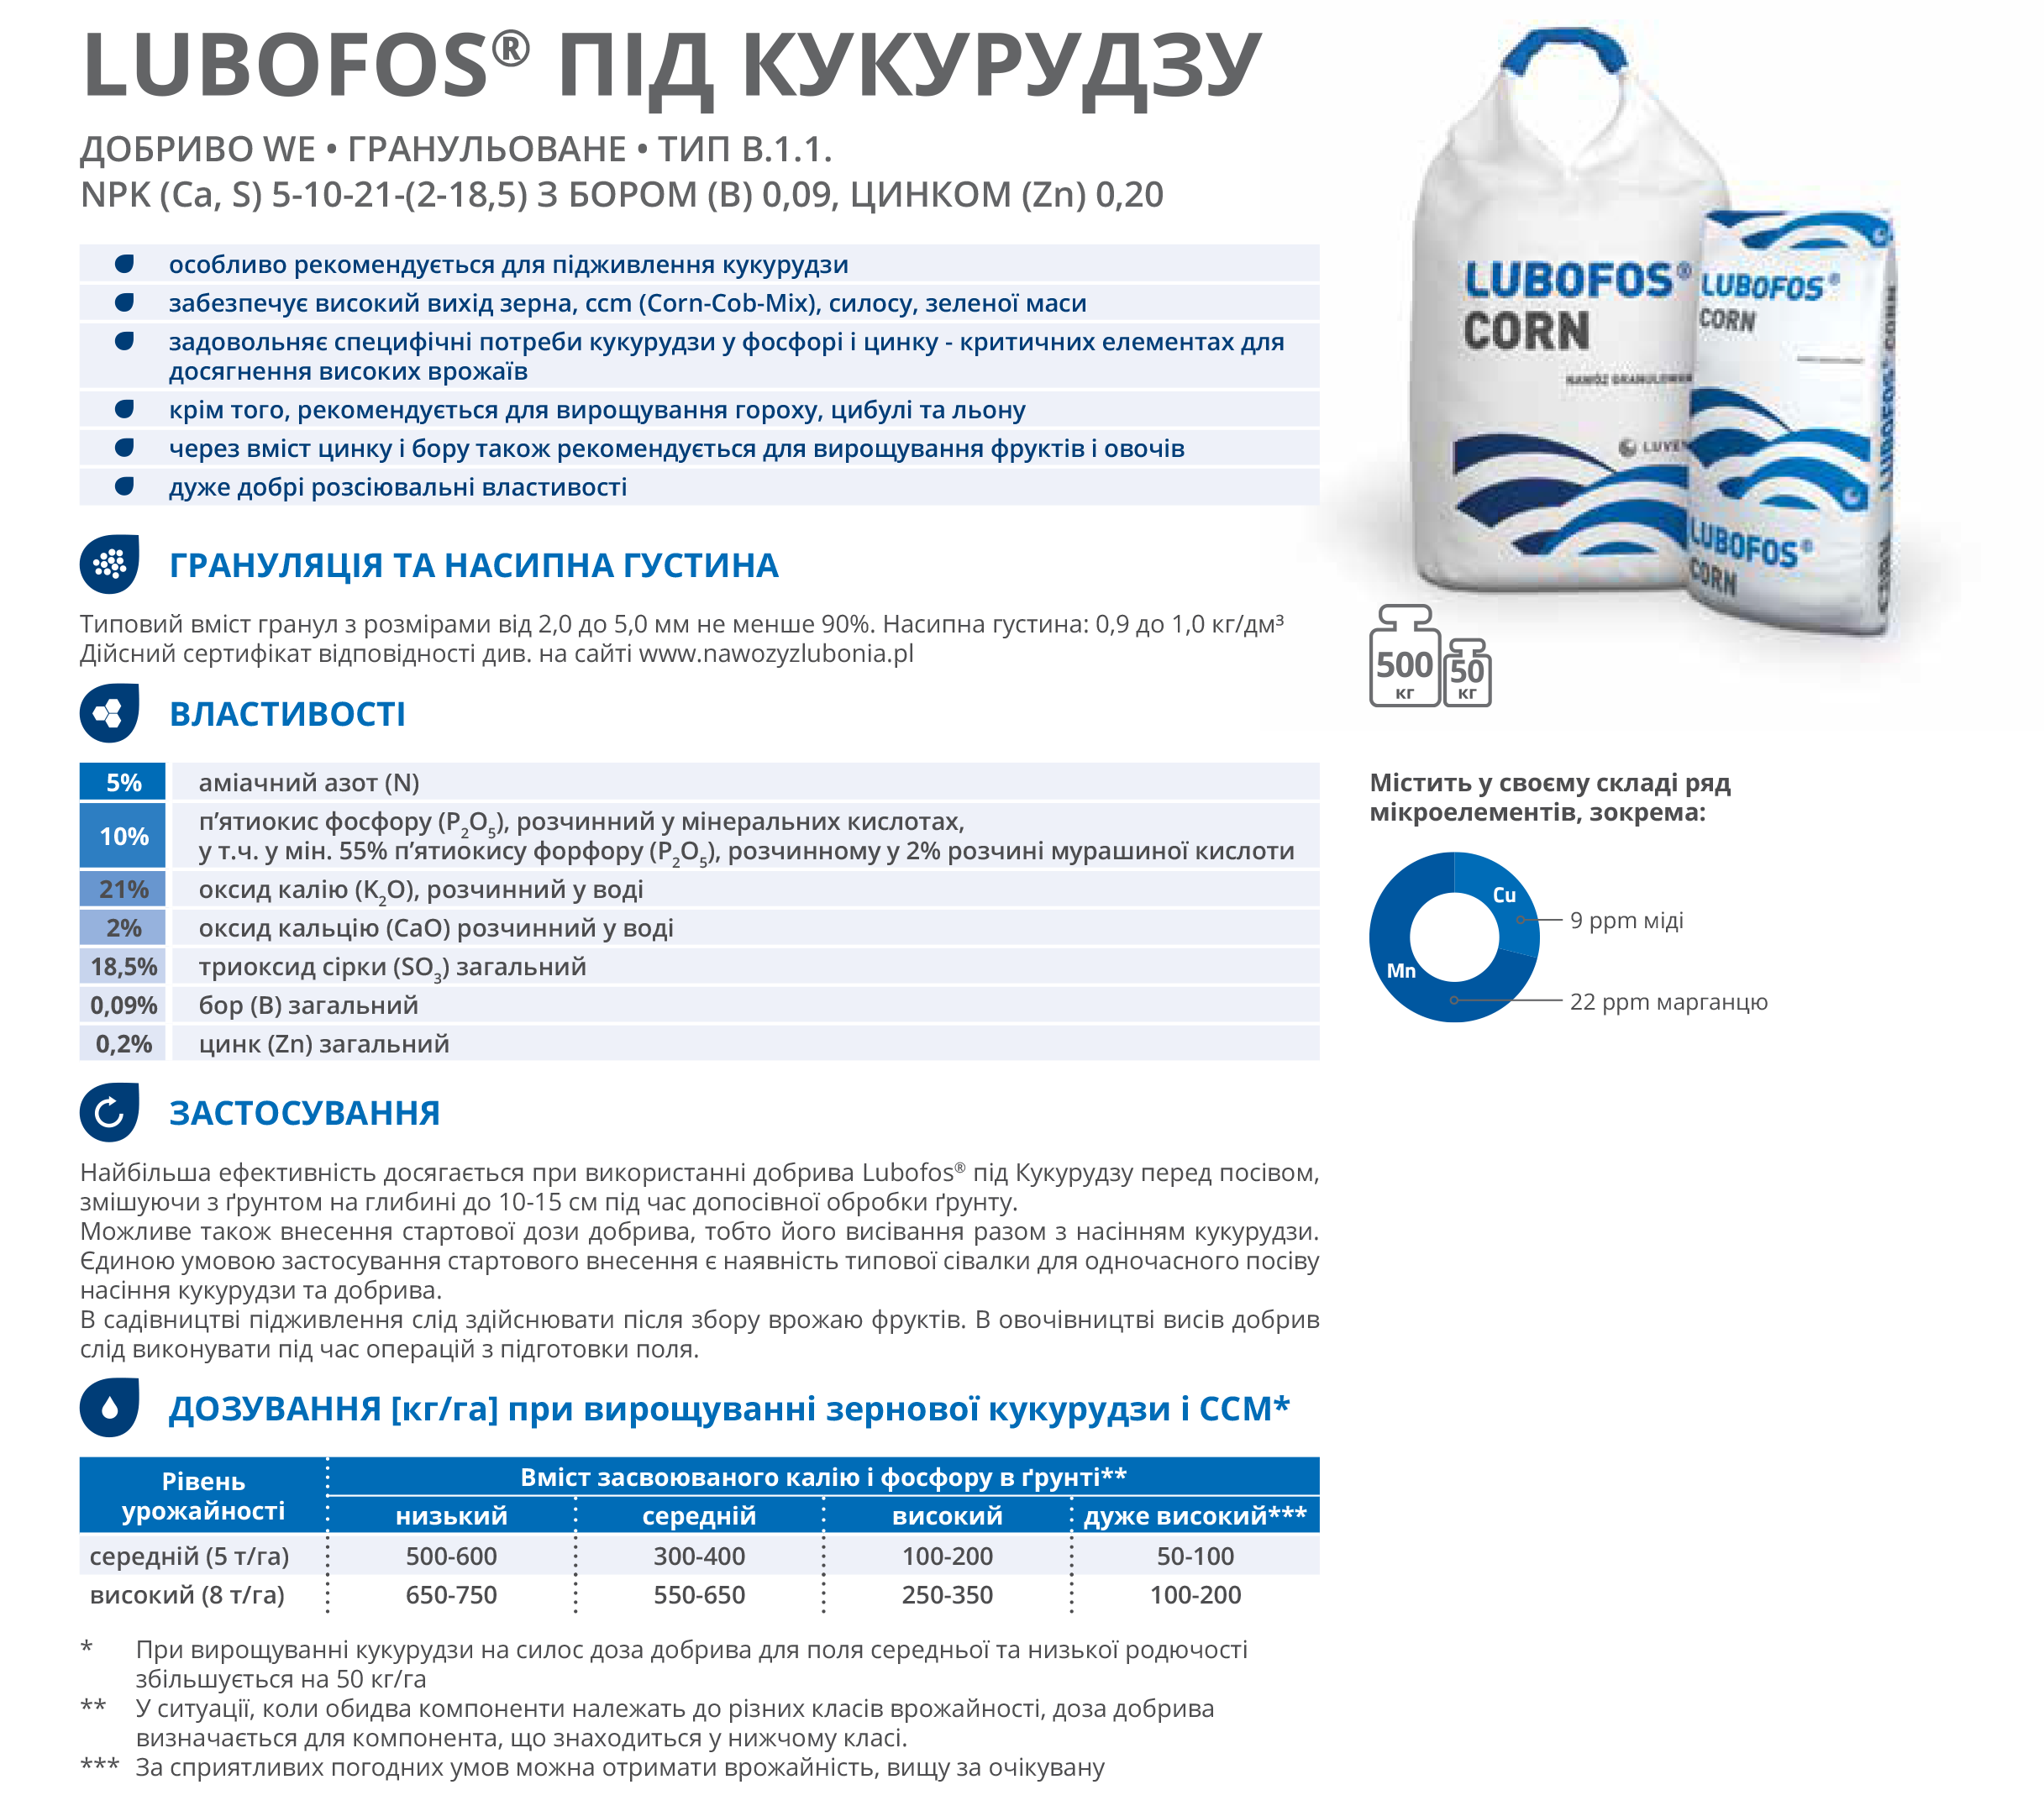 LUBOFOS® ПІД КУКУРУДЗУ
ДОБРИВО WE • ГРАНУЛЬОВАНЕ • ТИП В.1.1.
NPK (Ca, S) 5-10-21-(2-18,5) З БОРОМ (B) 0,09, ЦИНКОМ (Zn) 0,20
особливо рекомендується для підживлення кукурудзи
забезпечує високий вихід зерна, ccm (Corn-Cob-Mix), силосу, зеленої маси
задовольняє специфічні потреби кукурудзи у фосфорі і цинку - критичних елементах для
досягнення високих врожаїв
крім того, рекомендується для вирощування гороху, цибулі та льону
через вміст цинку і бору також рекомендується для вирощування фруктів і овочів
дуже добрі розсіювальні властивості
LUBOFOS®
CORN
LUBOFOS®
CORN
LUBOFOS® CORN
LUBOFOS®
CORN
500
кг
50
кг
ГРАНУЛЯЦІЯ ТА НАСИПНА ГУСТИНА
Типовий вміст гранул з розмірами від 2,0 до 5,0 мм не менше 90%. Насипна густина: 0,9 до 1,0 кг/дм³
Дійсний сертифікат відповідності див. на сайті www.nawozyzlubonia.pl
ВЛАСТИВОСТІ
5% аміачний азот (N)
10% п’ятиокис фосфору (P₂O₅), розчинний у мінеральних кислотах,
у т.ч. у мін. 55% п’ятиокису форфору (P₂O₅), розчинному у 2% розчині мурашиної кислоти
21% оксид калію (K₂O), розчинний у воді
2% оксид кальцію (CaO) розчинний у воді
18,5% триоксид сірки (SO₃) загальний
0,09% бор (B) загальний
0,2% цинк (Zn) загальний
Містить у своєму складі ряд
мікроелементів, зокрема:
Cu
9 ppm міді
Mn
22 ppm марганцю
ЗАСТОСУВАННЯ
Найбільша ефективність досягається при використанні добрива Lubofos® під Кукурудзу перед посівом,
змішуючи з ґрунтом на глибині до 10-15 см під час допосівної обробки ґрунту.
Можливе також внесення стартової дози добрива, тобто його висівання разом з насінням кукурудзи.
Єдиною умовою застосування стартового внесення є наявність типової сівалки для одночасного посіву
насіння кукурудзи та добрива.
В садівництві підживлення слід здійснювати після збору врожаю фруктів. В овочівництві висів добрив
слід виконувати під час операцій з підготовки поля.
ДОЗУВАННЯ [кг/га] при вирощуванні зернової кукурудзи і ССМ*
Рівень
урожайності
Вміст засвоюваного калію і фосфору в ґрунті**
низький середній високий дуже високий***
середній (5 т/га) 500-600 300-400 100-200 50-100
високий (8 т/га) 650-750 550-650 250-350 100-200
* При вирощуванні кукурудзи на силос доза добрива для поля середньої та низької родючості
збільшується на 50 кг/га
** У ситуації, коли обидва компоненти належать до різних класів врожайності, доза добрива
визначається для компонента, що знаходиться у нижчому класі.
*** За сприятливих погодних умов можна отримати врожайність, вищу за очікувану